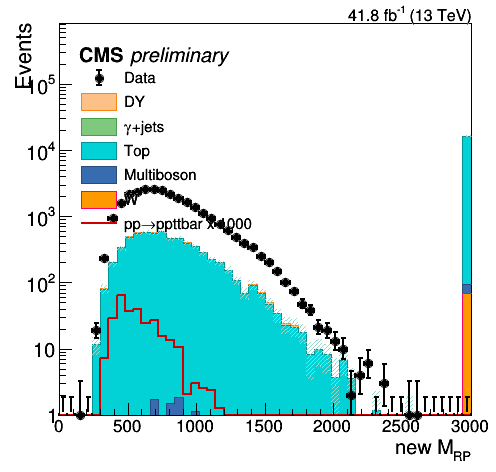 41.8 fb⁻¹ (13 TeV)
Events
CMS preliminary
Data
DY
γ+jets
Top
Multiboson
W
pp→ppttbar x 1000
10⁵
10⁴
10³
10²
10
1
0 500 1000 1500 2000 2500 3000
new M_RP